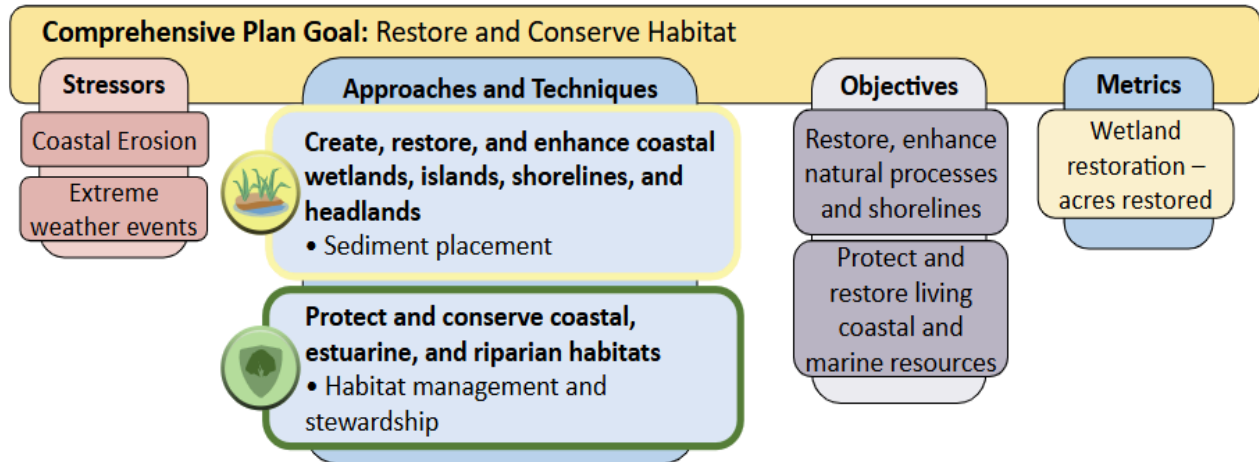 Comprehensive Plan Goal: Restore and Conserve Habitat
Stressors
Coastal Erosion
Extreme
weather events
Approaches and Techniques
Create, restore, and enhance coastal
wetlands, islands, shorelines, and
headlands
• Sediment placement
Protect and conserve coastal,
estuarine, and riparian habitats
• Habitat management and
stewardship
Objectives
Restore, enhance
natural processes
and shorelines
Protect and
restore living
coastal and
marine resources
Metrics
Wetland
restoration –
acres restored